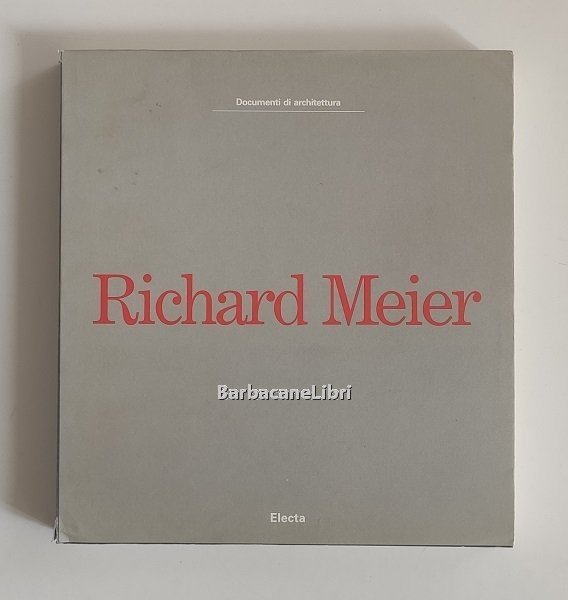 Documenti di architettura
Richard Meier
BarbacaneLibri
Electa